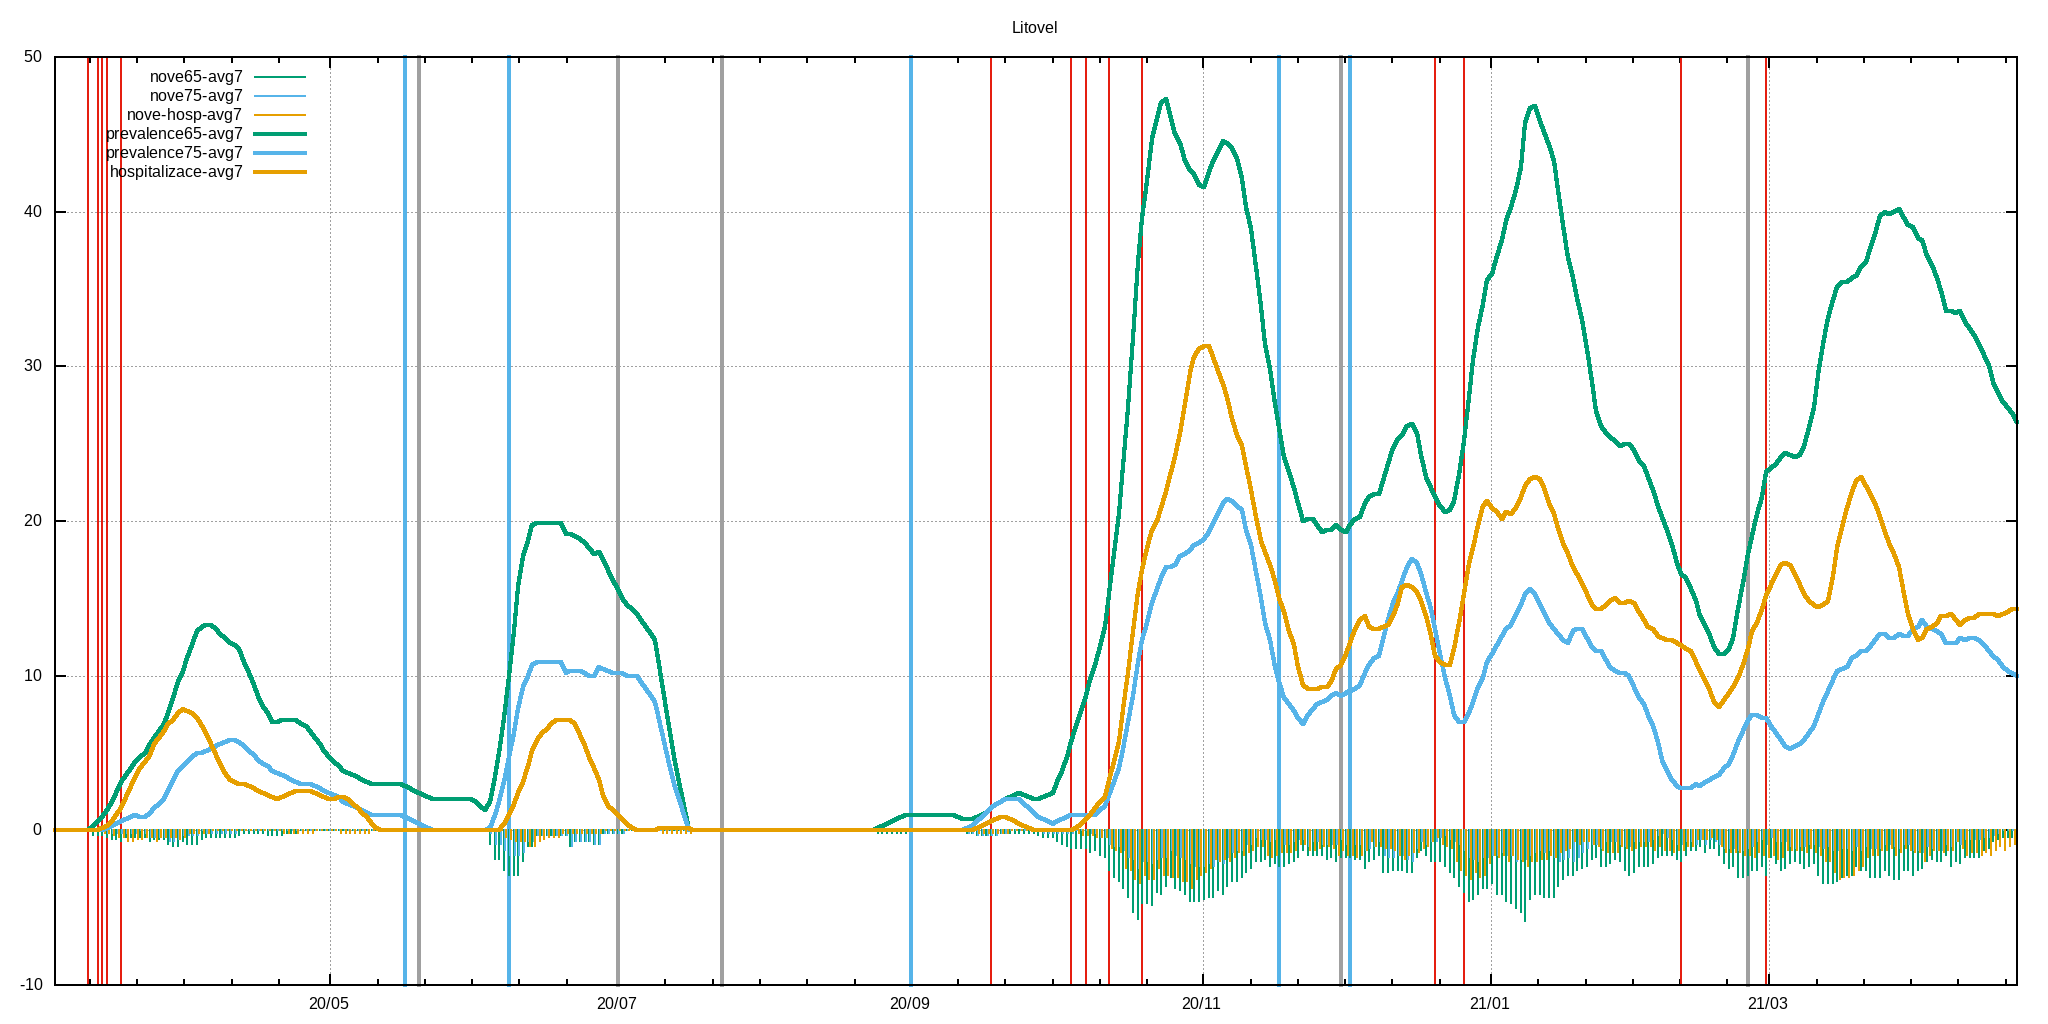 Litovel
50
nove65-avg7
nove75-avg7
nove-hosp-avg7
prevalence65-avg7
prevalence75-avg7
hospitalizace-avg7
40
30
20
10
0
-10
20/05 20/07 20/09 20/11 21/01 21/03